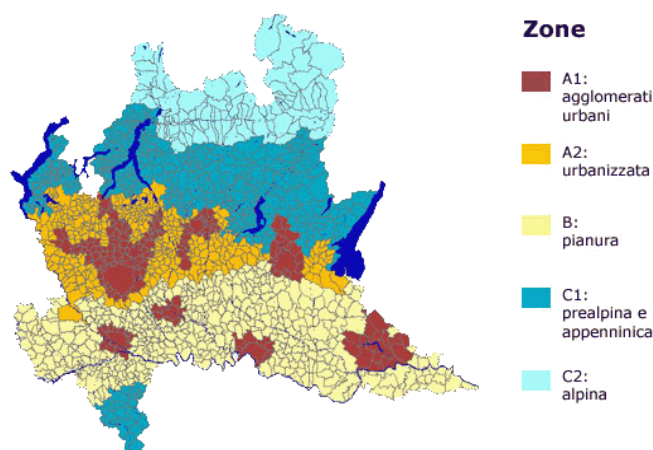 Zone
A1:
agglomerati
urbani
A2:
urbanizzata
B:
pianura
C1:
prealpina e
appenninica
C2:
alpina